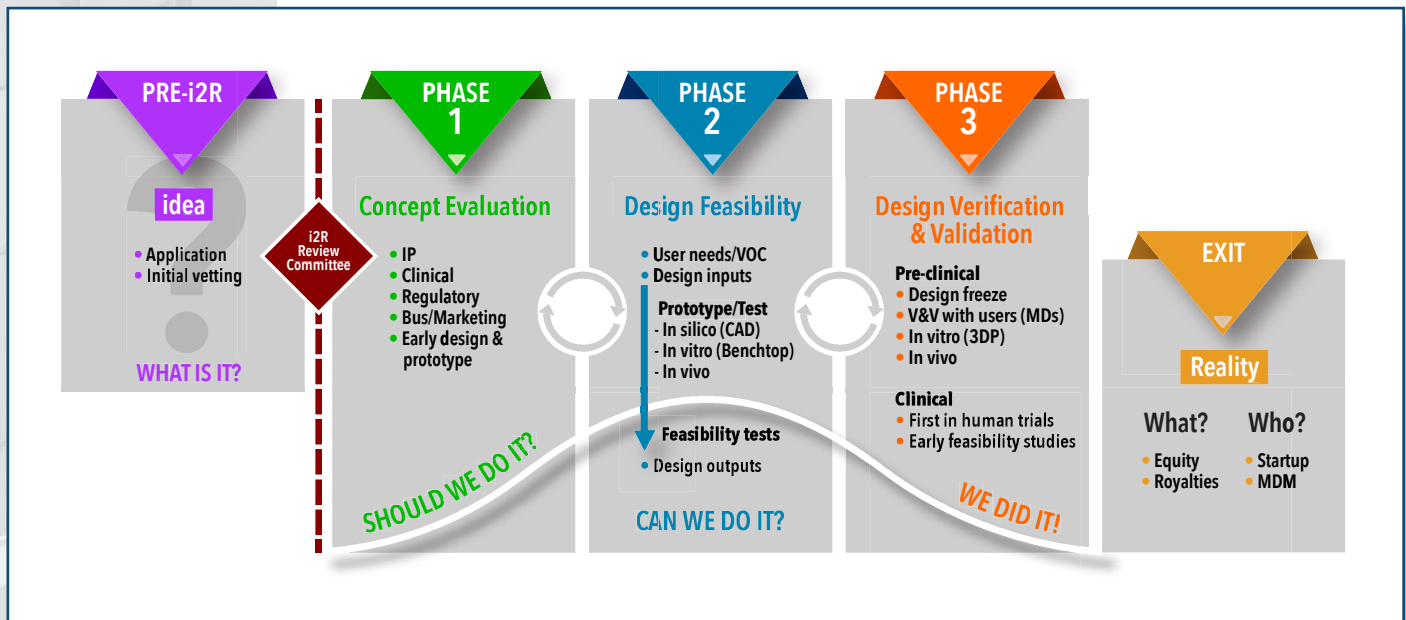 PRE-i2R
idea
• Application
• Initial vetting
WHAT IS IT?
i2R
Review
Committee
PHASE
1
Concept Evaluation
• IP
• Clinical
• Regulatory
• Bus/Marketing
• Early design &
prototype
SHOULD WE DO IT?
PHASE
2
Design Feasibility
• User needs/VOC
• Design inputs
Prototype/Test
- In silico (CAD)
- In vitro (Benchtop)
- In vivo
Feasibility tests
• Design outputs
CAN WE DO IT?
PHASE
3
Design Verification
& Validation
Pre-clinical
• Design freeze
• V&V with users (MDs)
• In vitro (3DP)
• In vivo
Clinical
• First in human trials
• Early feasibility studies
WE DID IT!
EXIT
Reality
What?
• Equity
• Royalties
Who?
• Startup
• MDM